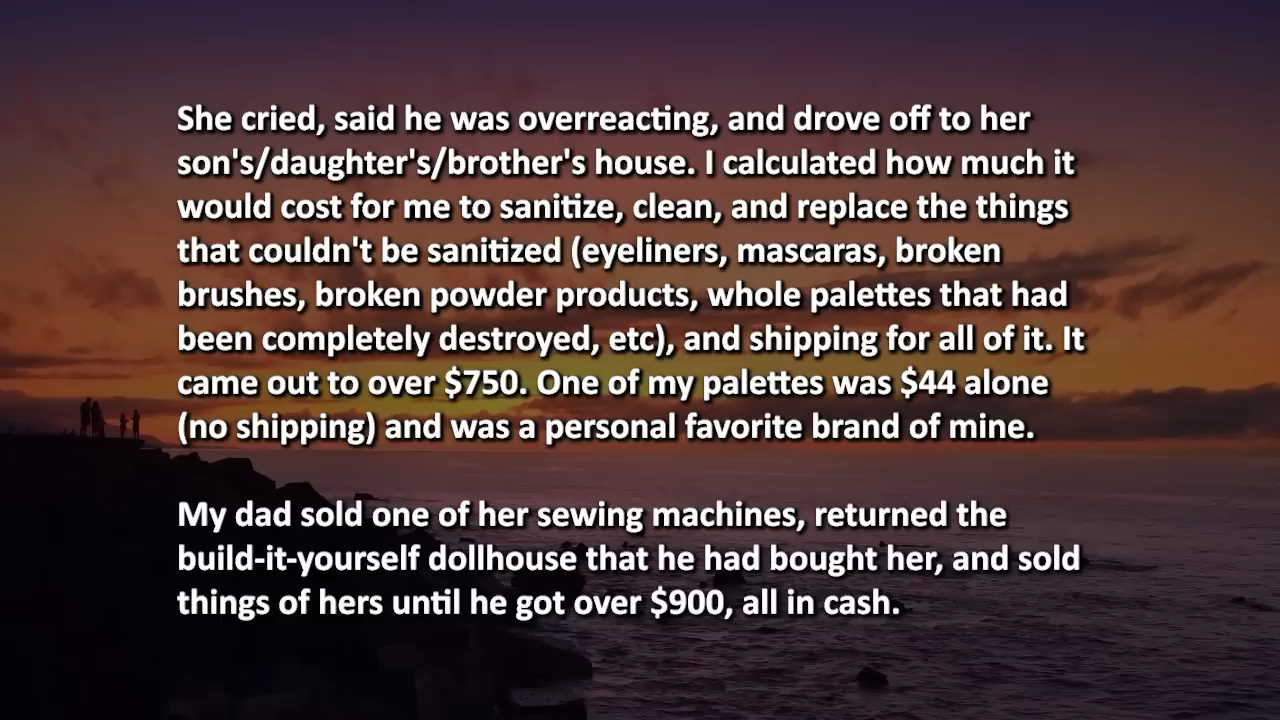 She cried, said he was overreacting, and drove off to her
son's/daughter's/brother's house. I calculated how much it
would cost for me to sanitize, clean, and replace the things
that couldn't be sanitized (eyeliners, mascaras, broken
brushes, broken powder products, whole palettes that had
been completely destroyed, etc), and shipping for all of it. It
came out to over $750. One of my palettes was $44 alone
(no shipping) and was a personal favorite brand of mine.
My dad sold one of her sewing machines, returned the
build-it-yourself dollhouse that he had bought her, and sold
things of hers until he got over $900, all in cash.